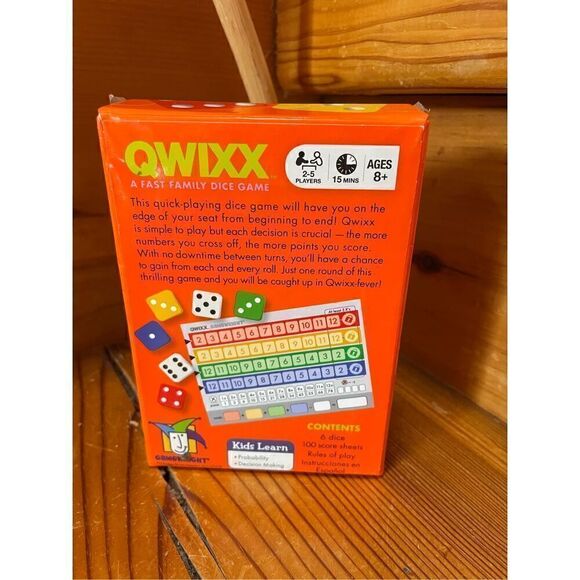 QWIXX™
A FAST FAMILY DICE GAME
2-5
PLAYERS
15 MINS
AGES
8+
This quick-playing dice game will have you on the
edge of your seat from beginning to end! Qwixx
is simple to play but each decision is crucial — the more
numbers you cross off, the more points you score.
With no downtime between turns, you'll have a chance
to gain from each and every roll. Just one round of this
thrilling game and you will be caught up in Qwixx-fever!
QWIXX GAMEWRIGHT
2 3 4 5 6 7 8 9 10 11 12
2 3 4 5 6 7 8 9 10 11 12
12 11 10 9 8 7 6 5 4 3 2
12 11 10 9 8 7 6 5 4 3 2
CONTENTS
6 dice
100 score sheets
Rules of play
Instrucciones en
Español
GAMEWRIGHT®
Kids Learn
• Probability
• Decision Making